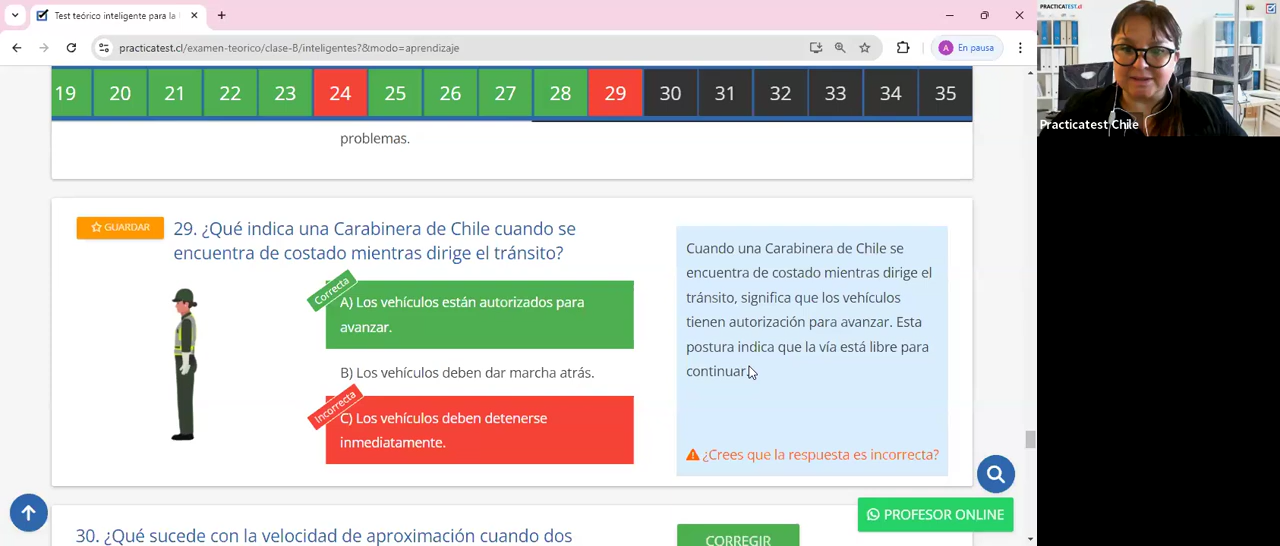 Test teórico inteligente para la
practicatest.cl/examen-teorico/clase-B/inteligentes?&modo=aprendizaje
A En pausa
PRACTICATEST.cl
Practicatest Chile
19 20 21 22 23 24 25 26 27 28 29 30 31 32 33 34 35
problemas.
GUARDAR
29. ¿Qué indica una Carabinera de Chile cuando se
encuentra de costado mientras dirige el tránsito?
Correcta
A) Los vehículos están autorizados para
avanzar.
B) Los vehículos deben dar marcha atrás.
Incorrecta
C) Los vehículos deben detenerse
inmediatamente.
Cuando una Carabinera de Chile se
encuentra de costado mientras dirige el
tránsito, significa que los vehículos
tienen autorización para avanzar. Esta
postura indica que la vía está libre para
continuar.
¿Crees que la respuesta es incorrecta?
PROFESOR ONLINE
30. ¿Qué sucede con la velocidad de aproximación cuando dos
CORREGIR